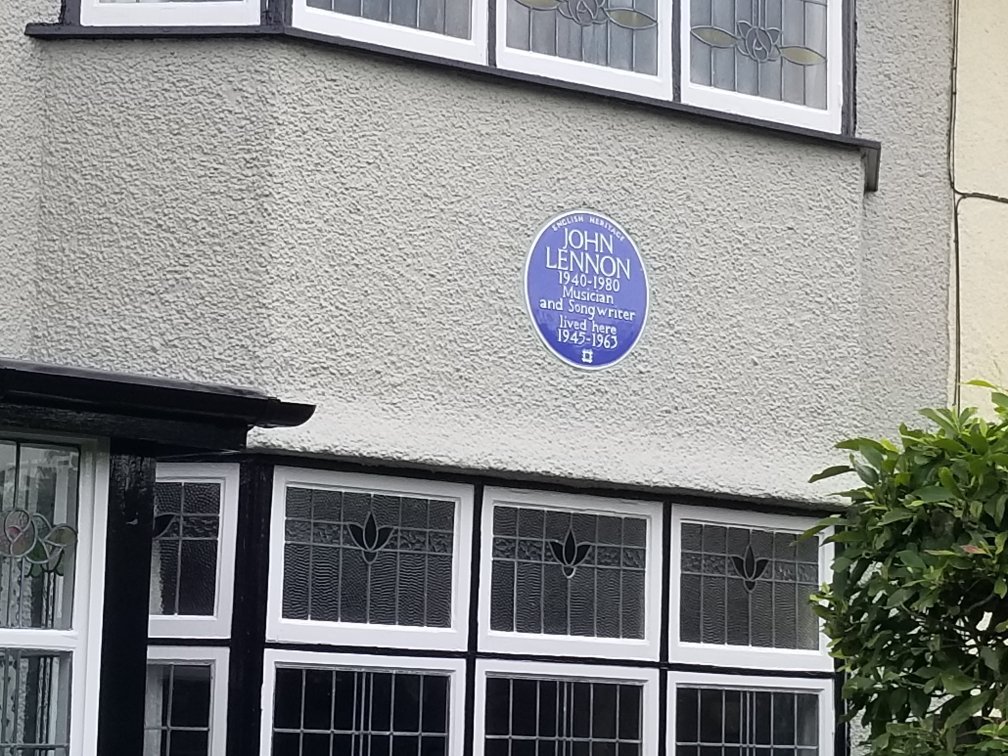 ENGLISH HERITAGE
JOHN
LENNON
1940-1980
Musician
and Songwriter
lived here
1945-1963